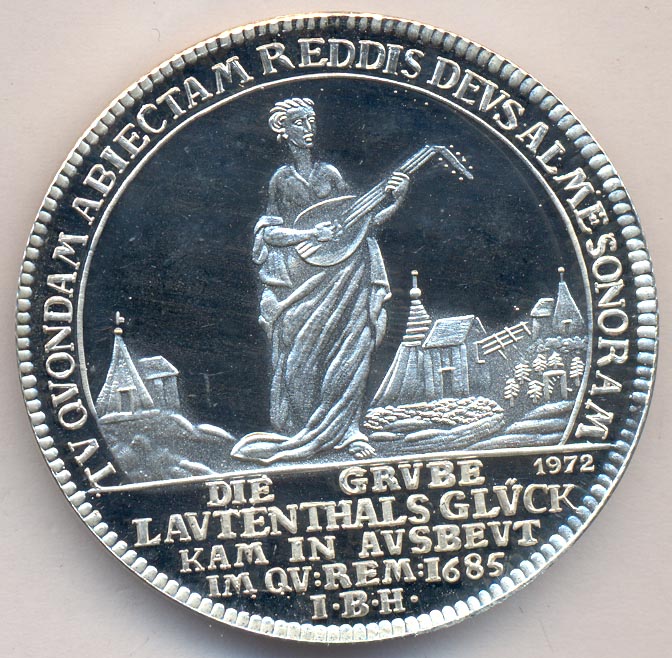 TV QVONDAM ABIECTAM REDDIS DEVS ALME SONORAM
1972
DIE GRVBE
LAVTENTHALS GLVCK
KAM IN AVSBEVT
IM QV:REM:1685
I·B·H·